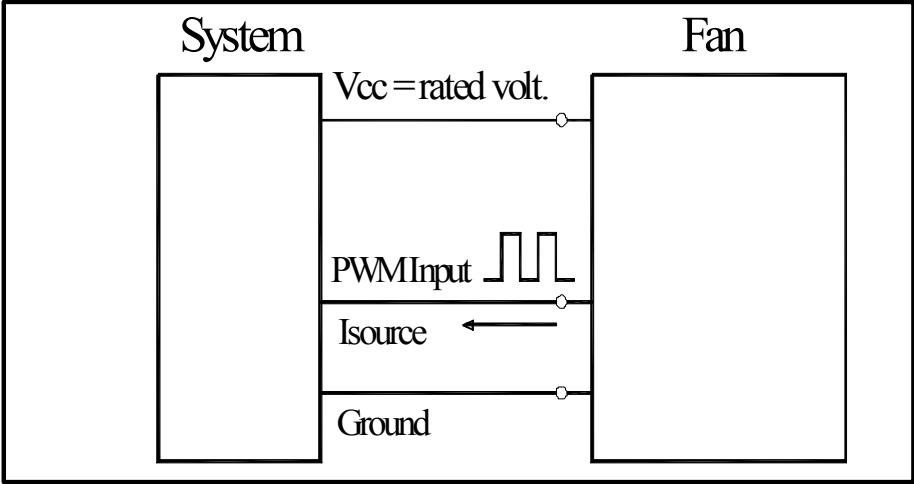 System
Fan
Vcc = rated volt.
PWM Input
Isource
Ground